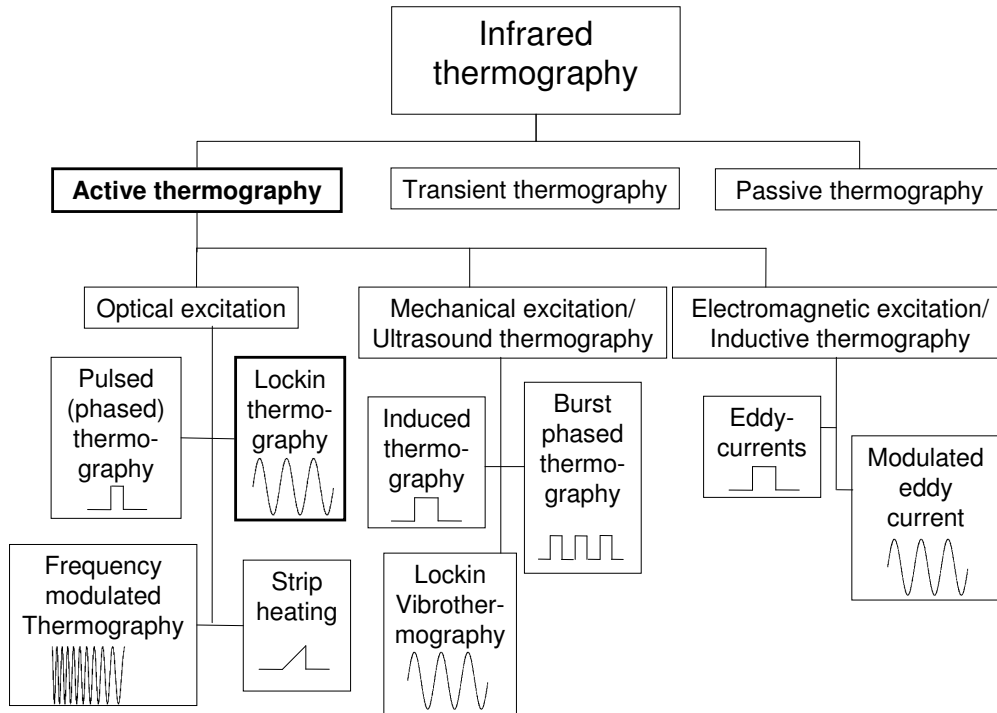 Infrared
thermography
Active thermography
Transient thermography
Passive thermography
Optical excitation
Mechanical excitation/
Ultrasound thermography
Electromagnetic excitation/
Inductive thermography
Pulsed
(phased)
thermo-
graphy
Lockin
thermo-
graphy
Induced
thermo-
graphy
Burst
phased
thermo-
graphy
Eddy-
currents
Modulated
eddy
current
Frequency
modulated
Thermography
Strip
heating
Lockin
Vibrother-
mography